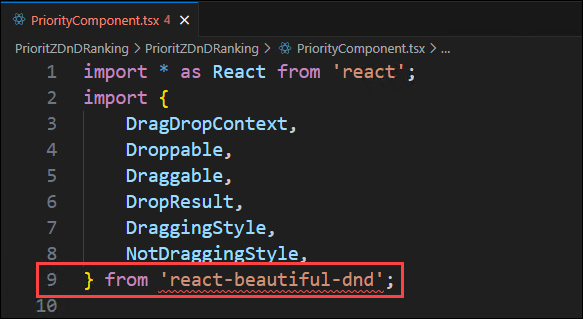 PriorityComponent.tsx 4 ×
PrioritZDnDRanking > PrioritZDnDRanking > PriorityComponent.tsx > ...
1 import * as React from 'react';
2 import {
3 DragDropContext,
4 Droppable,
5 Draggable,
6 DropResult,
7 DraggingStyle,
8 NotDraggingStyle,
9 } from 'react-beautiful-dnd';
10